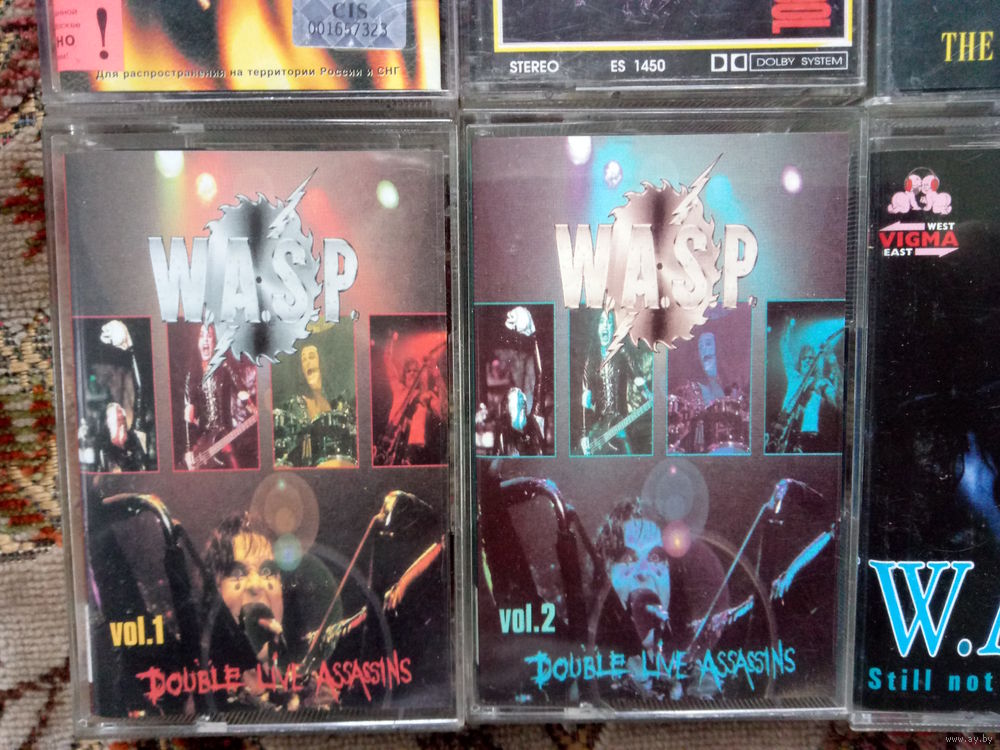 CIS
001657323
НО
!
Для распространения на территории России и СНГ
STEREO ES 1450 DOLBY SYSTEM
THE
W.A.S.P.
vol.1
DOUBLE LIVE ASSASSINS
W.A.S.P.
vol.2
DOUBLE LIVE ASSASSINS
WEST
VIGMA
EAST
W.A
Still not
www.ay.by